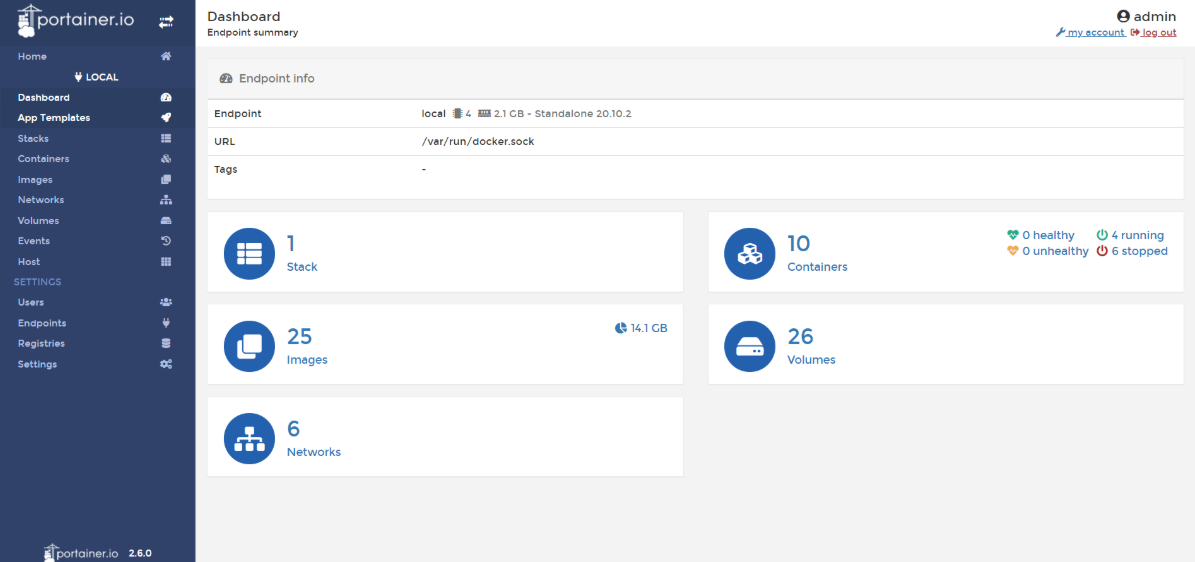 portainer.io
Home
LOCAL
Dashboard
App Templates
Stacks
Containers
Images
Networks
Volumes
Events
Host
SETTINGS
Users
Endpoints
Registries
Settings
portainer.io 2.6.0
Dashboard
Endpoint summary
admin
my account log out
Endpoint info
Endpoint local 4 2.1 GB - Standalone 20.10.2
URL /var/run/docker.sock
Tags -
1
Stack
10
Containers
0 healthy 4 running
0 unhealthy 6 stopped
25
Images
14.1 GB
26
Volumes
6
Networks